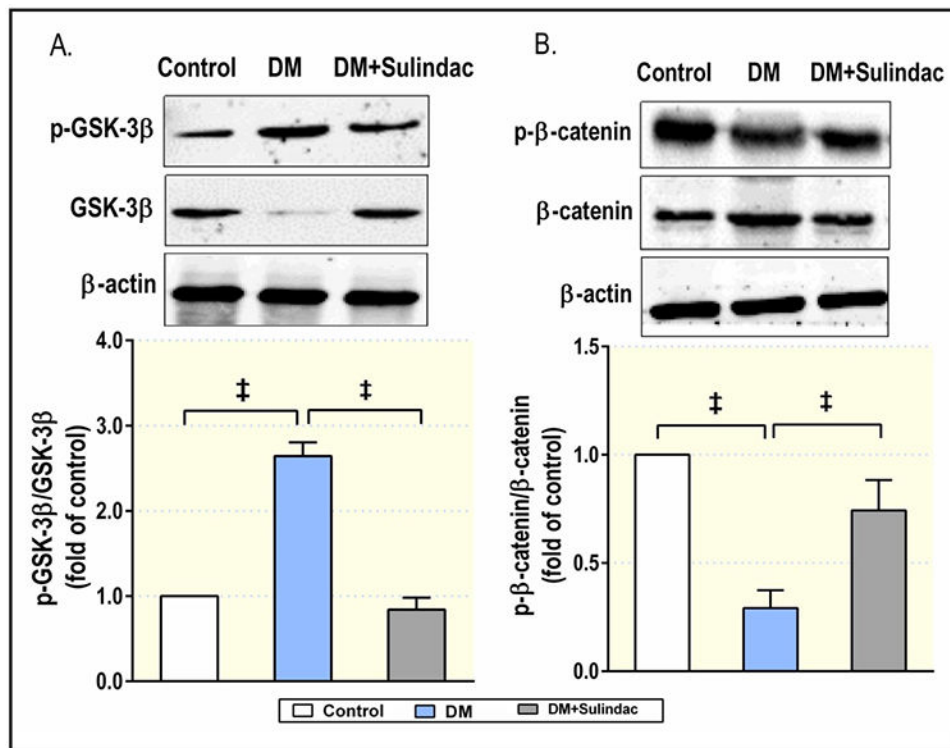 A.
Control DM DM+Sulindac
p-GSK-3β
GSK-3β
β-actin
4.0
3.0
2.0
1.0
0.0
p-GSK-3β/GSK-3β
(fold of control)
‡ ‡
B.
Control DM DM+Sulindac
p-β-catenin
β-catenin
β-actin
1.5
1.0
0.5
0.0
p-β-catenin/β-catenin
(fold of control)
‡ ‡
Control DM DM+Sulindac